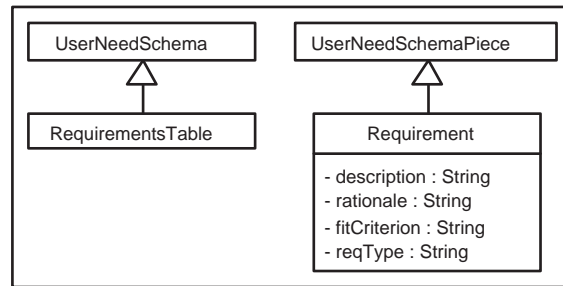 UserNeedSchema
UserNeedSchemaPiece
RequirementsTable
Requirement
- description : String
- rationale : String
- fitCriterion : String
- reqType : String